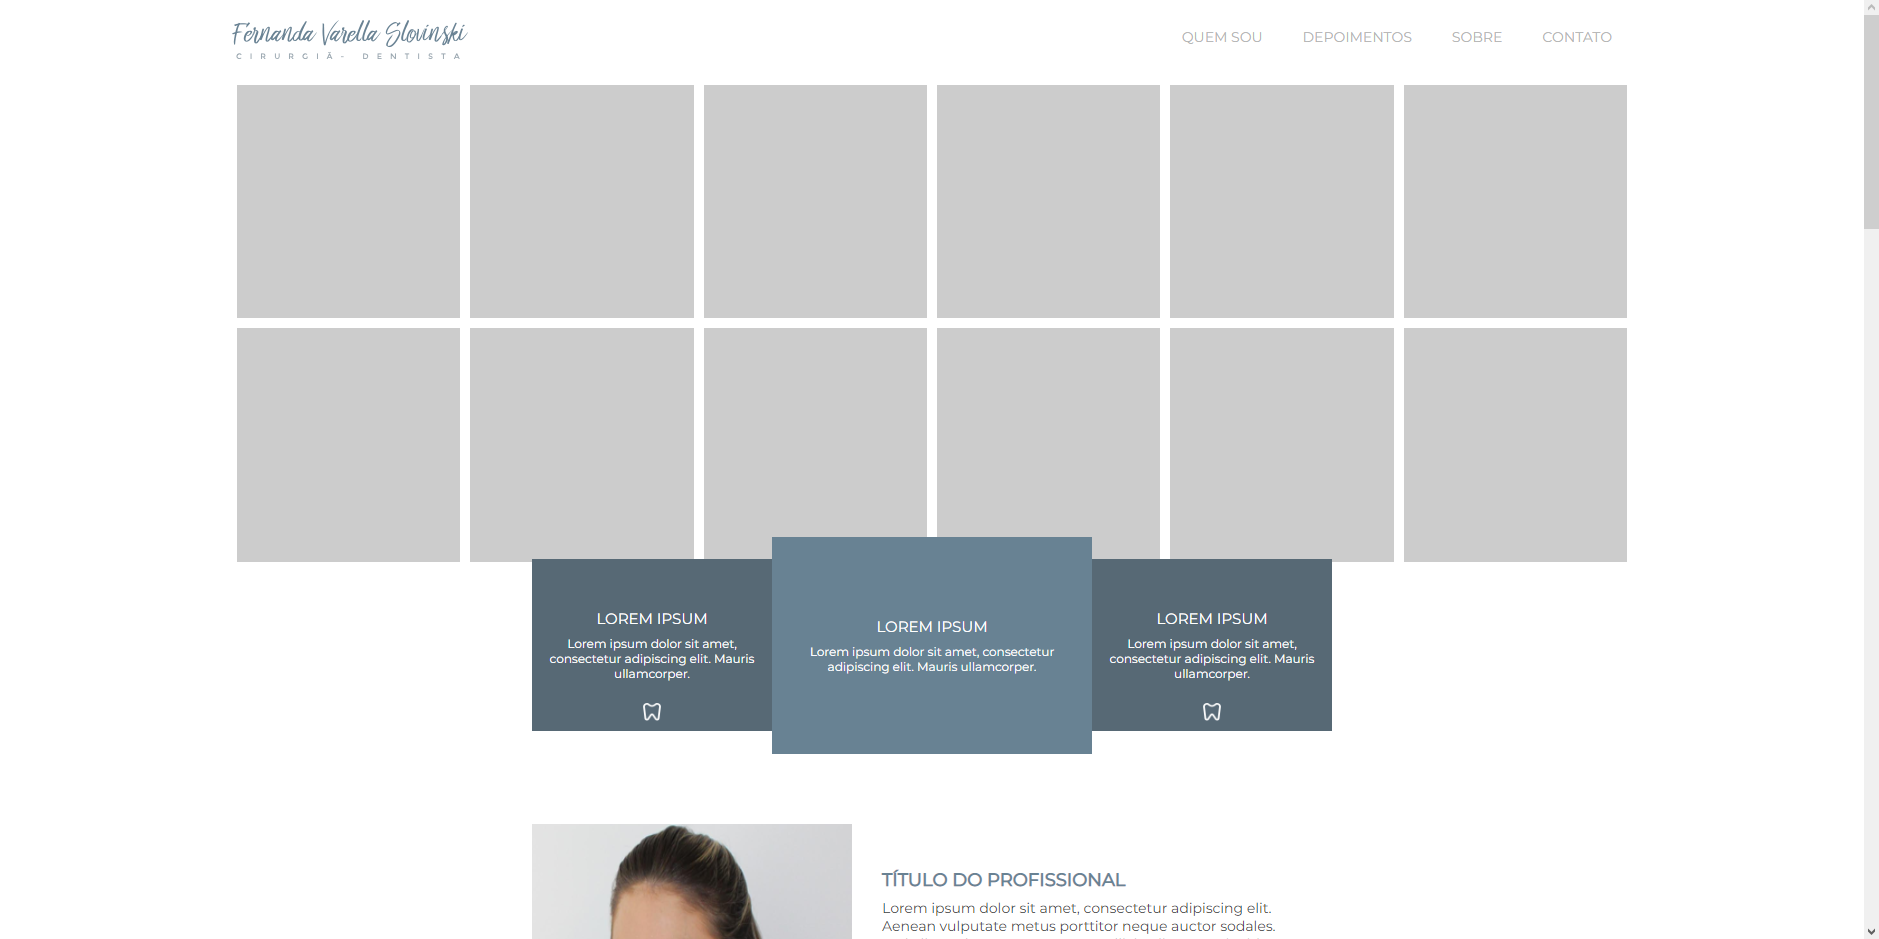 Fernanda Varella Slovinski
CIRURGIÃ- DENTISTA
QUEM SOU
DEPOIMENTOS
SOBRE
CONTATO
LOREM IPSUM
Lorem ipsum dolor sit amet,
consectetur adipiscing elit. Mauris
ullamcorper.
LOREM IPSUM
Lorem ipsum dolor sit amet, consectetur
adipiscing elit. Mauris ullamcorper.
LOREM IPSUM
Lorem ipsum dolor sit amet,
consectetur adipiscing elit. Mauris
ullamcorper.
TÍTULO DO PROFISSIONAL
Lorem ipsum dolor sit amet, consectetur adipiscing elit.
Aenean vulputate metus porttitor neque auctor sodales.